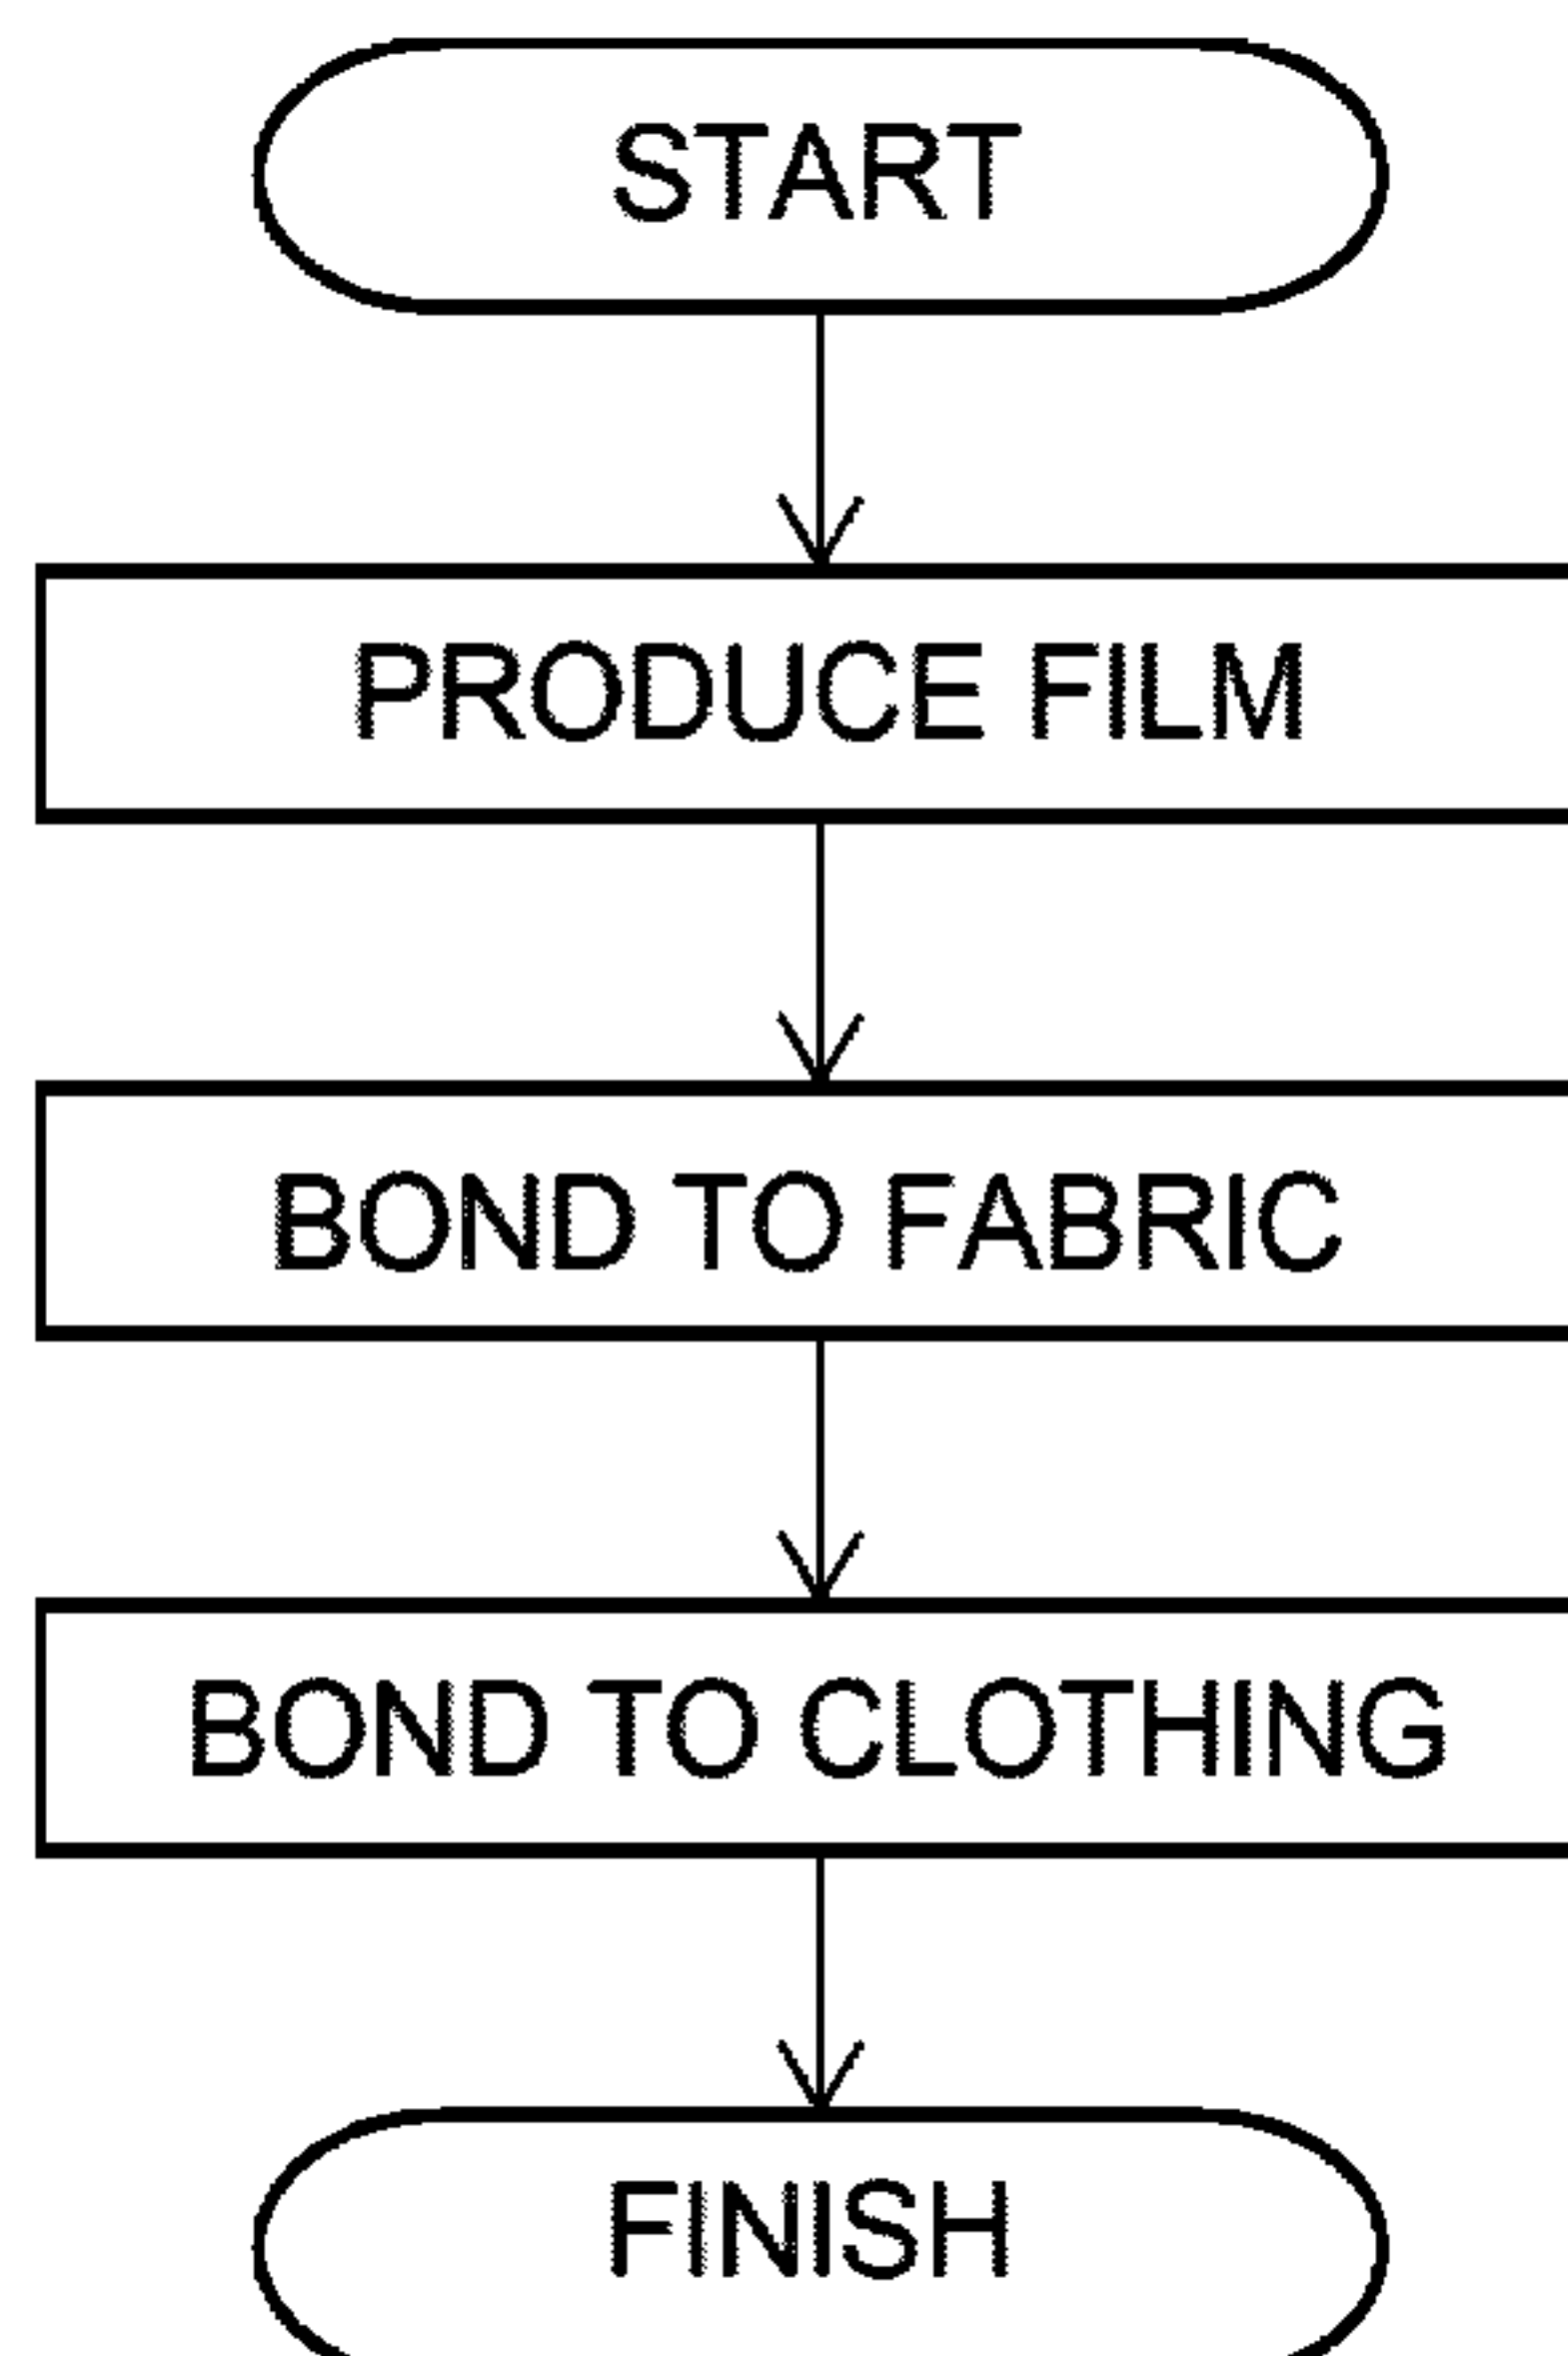 START
PRODUCE FILM
BOND TO FABRIC
BOND TO CLOTHING
FINISH